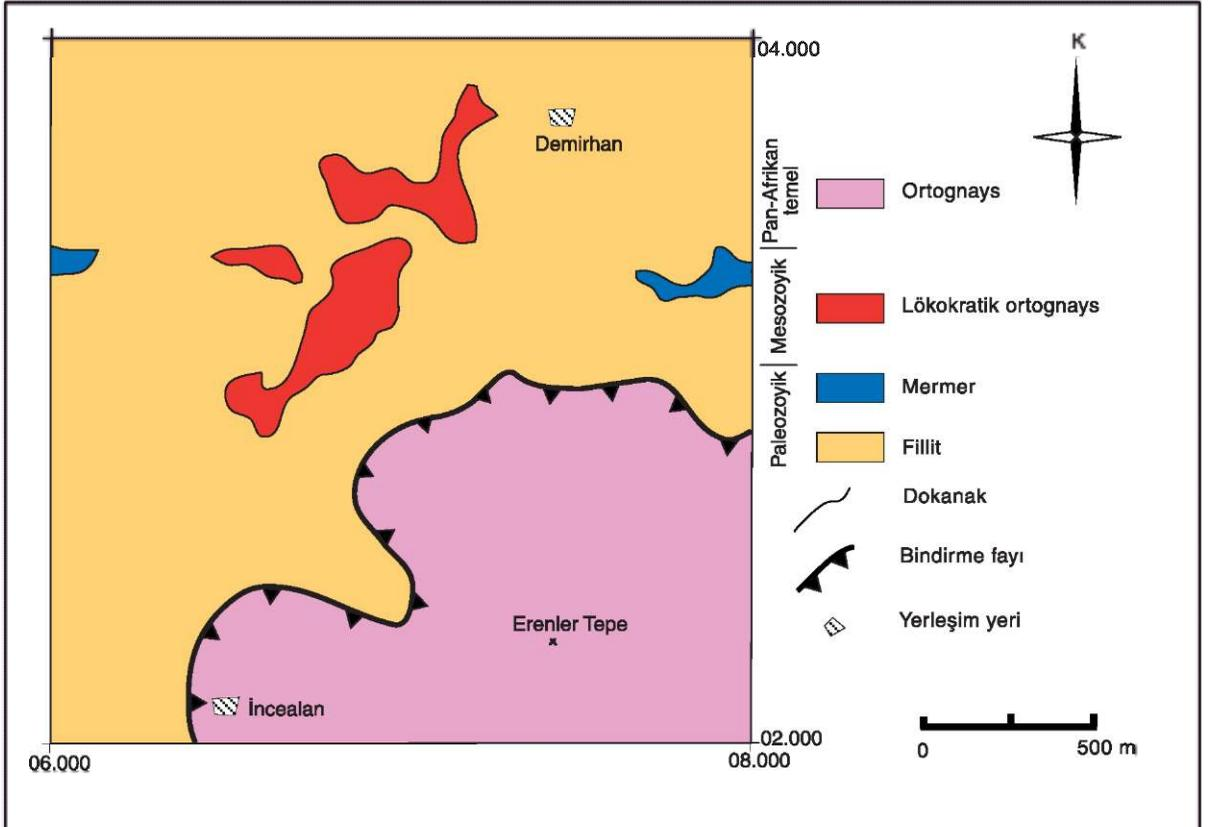 04.000
K
Demirhan
Pan-Afrikan
temel
Ortognays
Mesozoyik
Lökokratik ortognays
Paleozoyik
Mermer
Fillit
Dokanak
Bindirme fayı
Erenler Tepe
Yerleşim yeri
İncealan
02.000
06.000
08.000
0
500 m